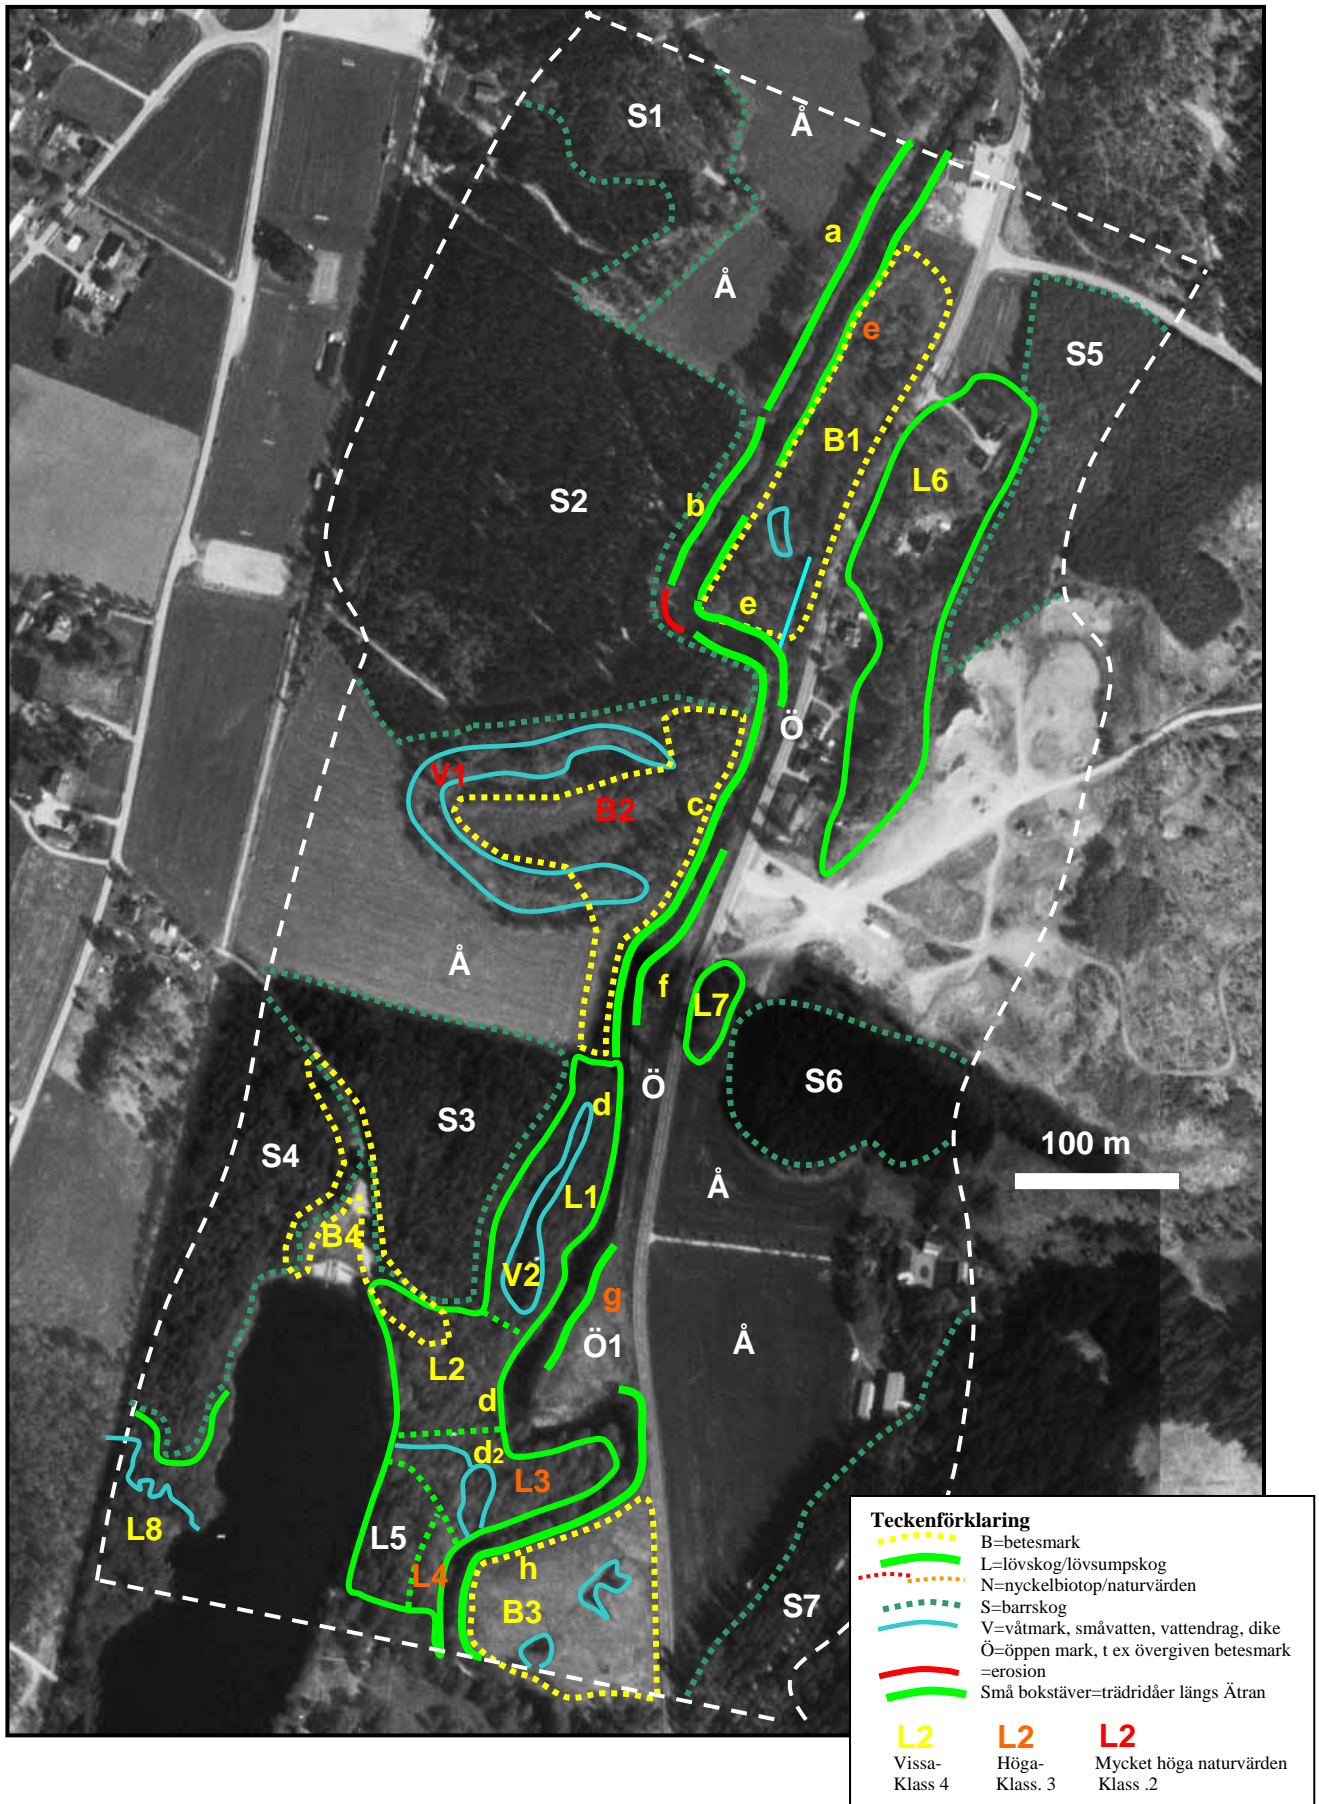 S1
Å
a
Å
e
S5
B1
L6
S2
b
e
Ö
V1
B2
c
Å
f
L7
Ö
S6
d
S3
100 m
S4
L1
Å
B4
V2
g
Ö1
Å
L2
d
d2
L3
L8
L5
L4
h
B3
S7
Teckenförklaring
B=betesmark
L=lövskog/lövsumpskog
N=nyckelbiotop/naturvärden
S=barrskog
V=våtmark, småvatten, vattendrag, dike
Ö=öppen mark, t ex övergiven betesmark
=erosion
Små bokstäver=trädridåer längs Ätran
L2 L2 L2
Vissa- Höga- Mycket höga naturvärden
Klass 4 Klass. 3 Klass .2